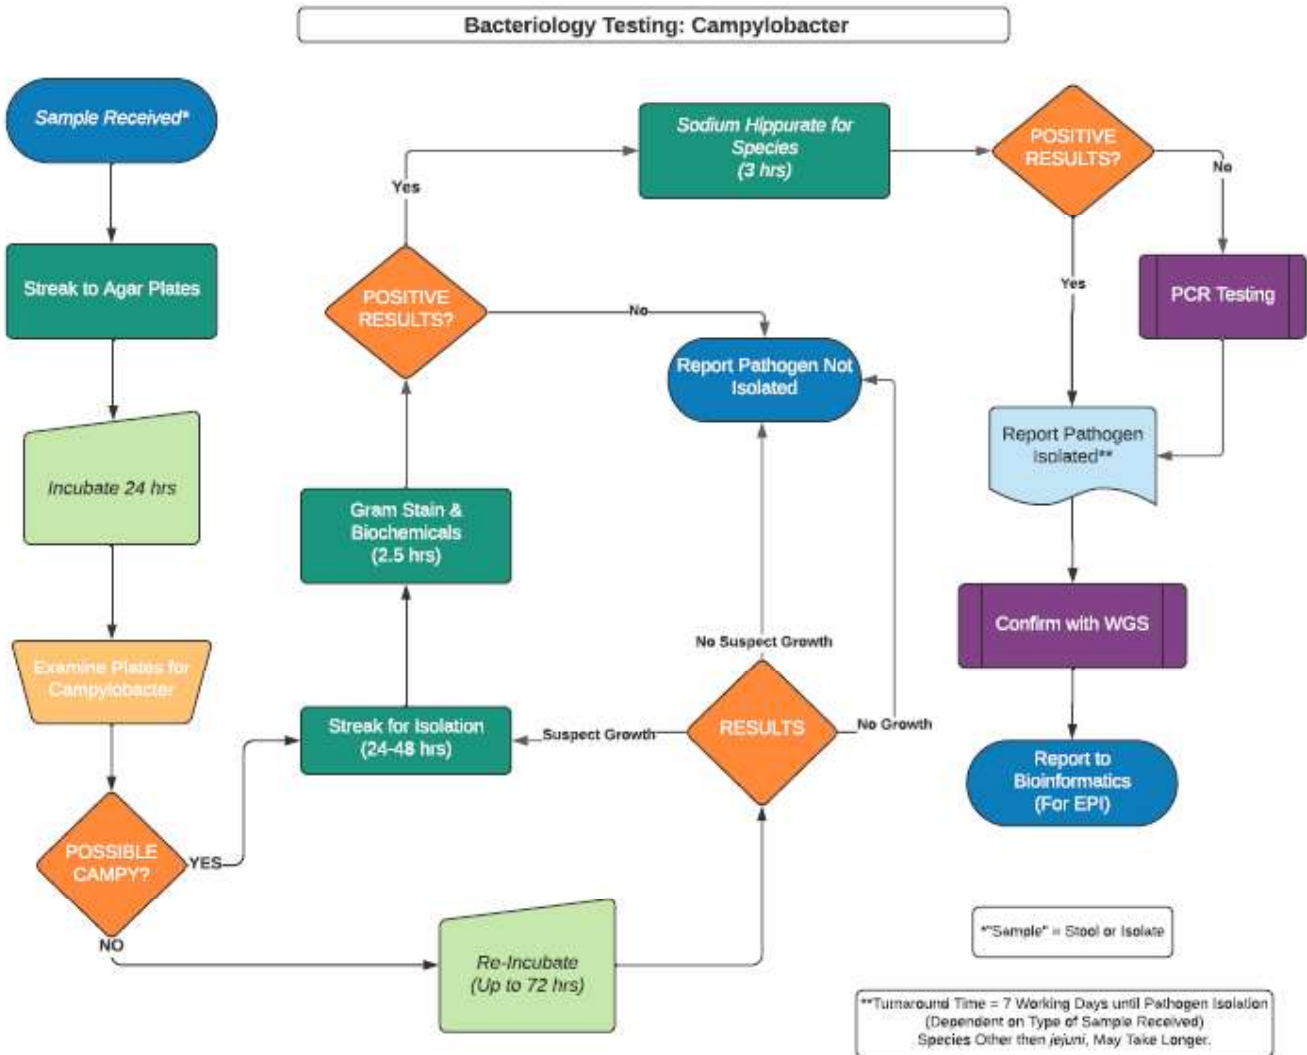 Bacteriology Testing: Campylobacter
Sample Received*
Streak to Agar Plates
Incubate 24 hrs
Examine Plates for
Campylobacter
POSSIBLE
CAMPY?
YES
NO
Re-Incubate
(Up to 72 hrs)
RESULTS
Suspect Growth
No Suspect Growth
No Growth
Streak for Isolation
(24-48 hrs)
Gram Stain &
Biochemicals
(2.5 hrs)
POSITIVE
RESULTS?
Yes
No
Report Pathogen Not
Isolated
Sodium Hippurate for
Species
(3 hrs)
POSITIVE
RESULTS?
No
Yes
PCR Testing
Report Pathogen
Isolated**
Confirm with WGS
Report to
Bioinformatics
(For EPI)
*"Sample" = Stool or Isolate
**Turnaround Time = 7 Working Days until Pathogen Isolation
(Dependent on Type of Sample Received)
Species Other then jejuni, May Take Longer.